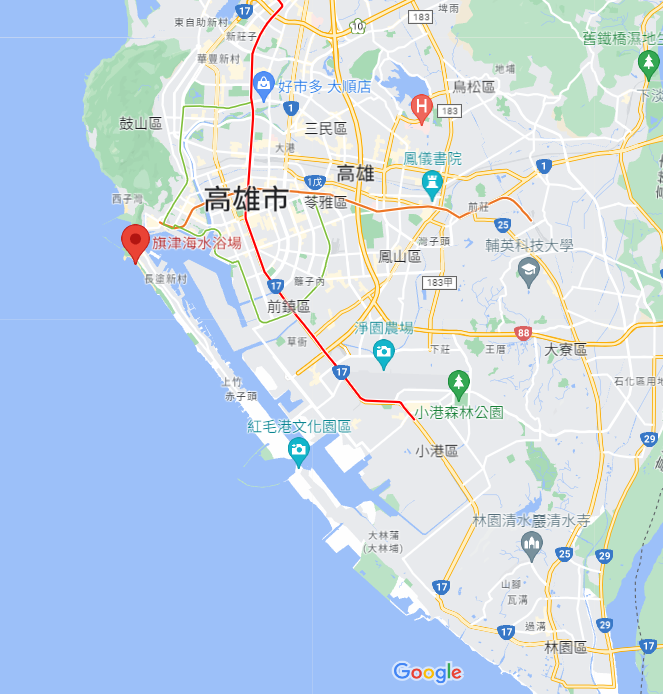 埤雨
17
東自助新村
183
10
新莊子
舊鐵橋濕地生
華豐新村
地埔
好市多 大順店
鳥松區
1
H
183
鼓山區
三民區
大港
鳳儀書院
高雄
1
1戊
西子灣
高雄市
苓雅區
前莊
25
旗津海水浴場
灣子頭
輔英科技大學
鳳山區
長塗新村
籬子內
183甲
17
前鎮區
淨園農場
88
草衙
下莊
王厝
大寮區
17
上竹
石化區用地
赤子頭
小港森林公園
紅毛港文化園區
29
小港區
林園清水巖清水寺
大林蒲
(大林埔)
25
29
17
山腳
瓦溝
29
17
過溝
林園區
17
Google